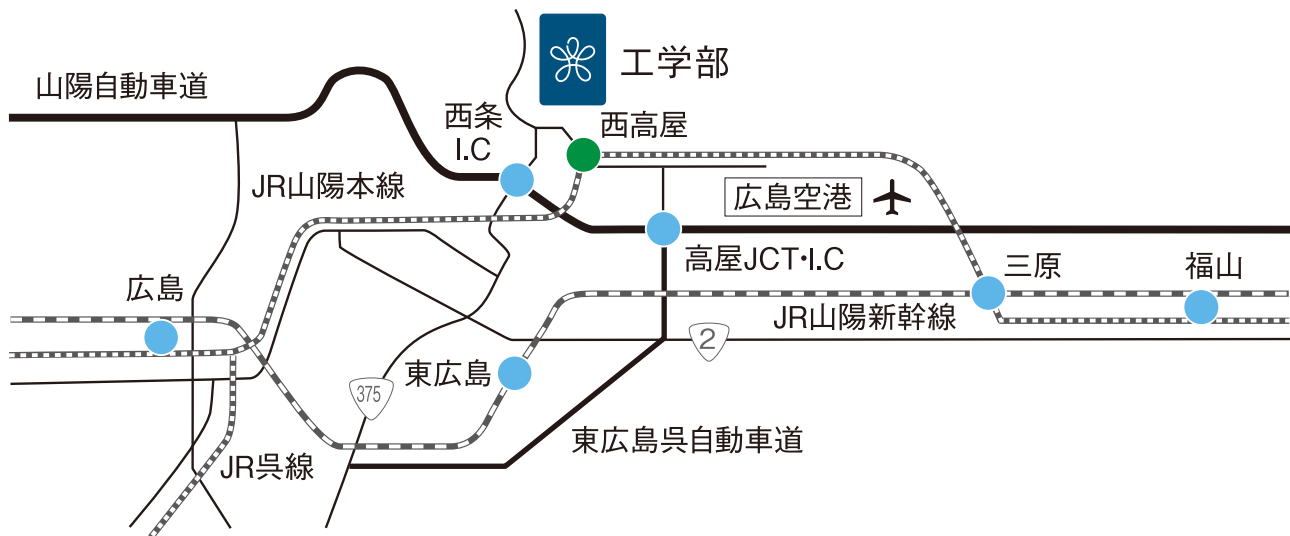 工学部
山陽自動車道
西条
I.C
西高屋
JR山陽本線
広島空港
高屋JCT・I.C
三原
福山
広島
JR山陽新幹線
2
東広島
375
東広島呉自動車道
JR呉線